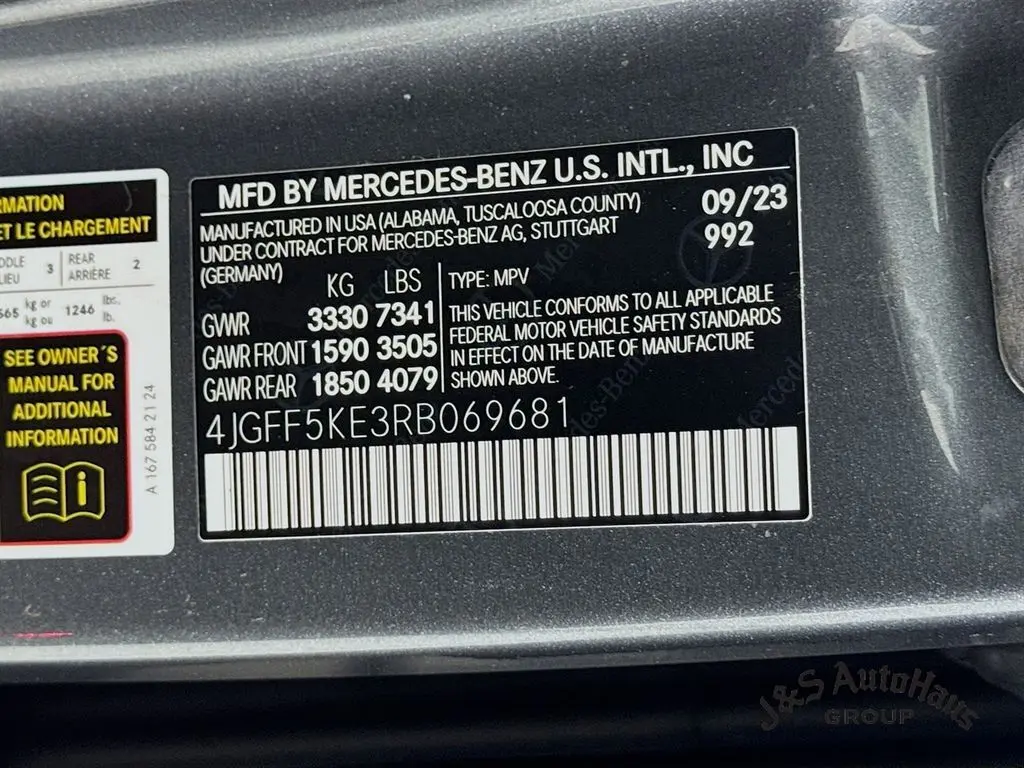 RMATION
ET LE CHARGEMENT
3 REAR 2
ARRIÈRE
kg or 1246 lbs.
kg ou lb.
SEE OWNER´S
MANUAL FOR
ADDITIONAL
INFORMATION
A 167 584 21 24
MFD BY MERCEDES-BENZ U.S. INTL., INC
MANUFACTURED IN USA (ALABAMA, TUSCALOOSA COUNTY)
UNDER CONTRACT FOR MERCEDES-BENZ AG, STUTTGART
(GERMANY)
09/23
992
KG LBS
GVWR 3330 7341
GAWR FRONT 1590 3505
GAWR REAR 1850 4079
TYPE: MPV
THIS VEHICLE CONFORMS TO ALL APPLICABLE
FEDERAL MOTOR VEHICLE SAFETY STANDARDS
IN EFFECT ON THE DATE OF MANUFACTURE
SHOWN ABOVE.
4JGFF5KE3RB069681
J&S AutoHaus
GROUP